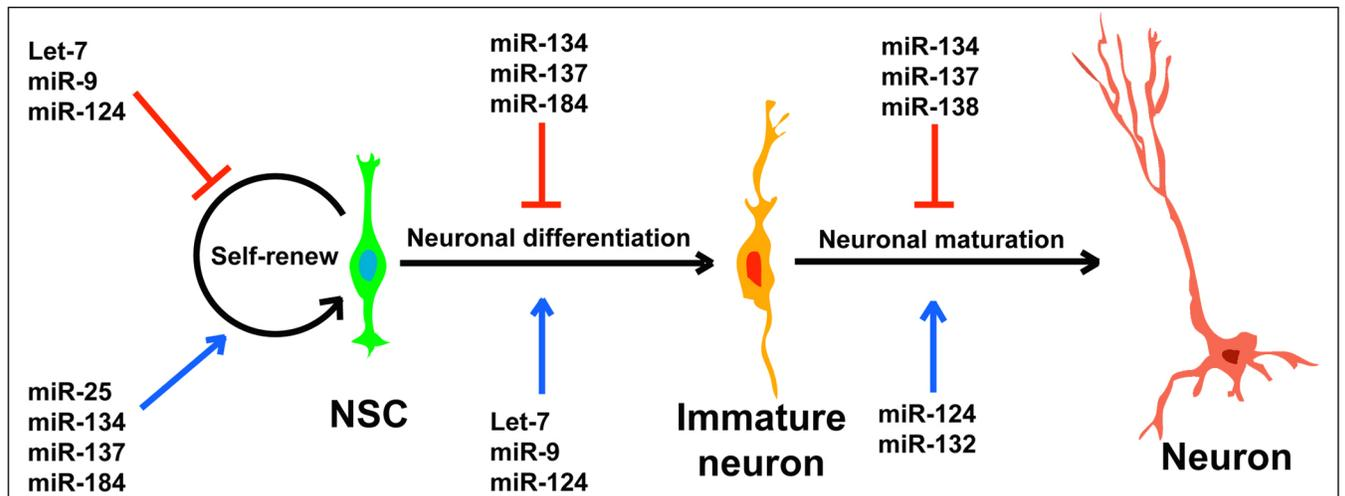 Let-7
miR-9
miR-124
miR-134
miR-137
miR-184
miR-134
miR-137
miR-138
Self-renew
Neuronal differentiation
Neuronal maturation
miR-25
miR-134
miR-137
miR-184
NSC
Let-7
miR-9
miR-124
Immature
neuron
miR-124
miR-132
Neuron